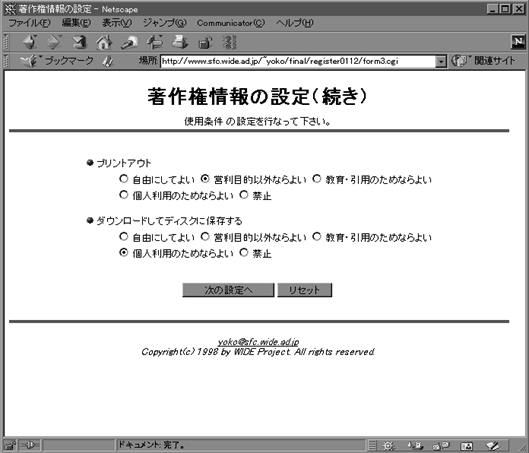 著作権情報の設定 - Netscape
ファイル(F) 編集(E) 表示(V) ジャンプ(G) Communicator(C) ヘルプ(H)
ブックマーク 場所: http://www.sfc.wide.ad.jp/~yoko/final/register0112/form3.cgi 関連サイト
著作権情報の設定(続き)
使用条件 の設定を行なって下さい。
プリントアウト
自由にしてよい 営利目的以外ならよい 教育・引用のためならよい
個人利用のためならよい 禁止
ダウンロードしてディスクに保存する
自由にしてよい 営利目的以外ならよい 教育・引用のためならよい
個人利用のためならよい 禁止
次の設定へ リセット
yoko@sfc.wide.ad.jp
Copyright(c) 1998 by WIDE Project. All rights reserved.
ドキュメント: 完了。